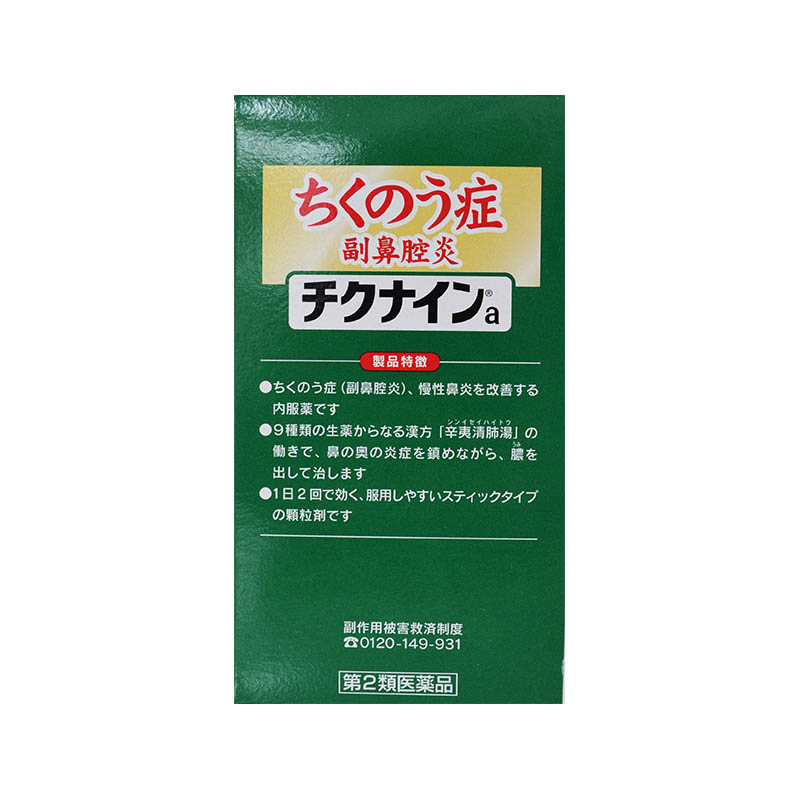 ちくのう症
副鼻腔炎
チクナイン®a
製品特徴
●ちくのう症（副鼻腔炎）、慢性鼻炎を改善する
内服薬です
シンイセイハイトウ
●9種類の生薬からなる漢方「辛夷清肺湯」の
うみ
働きで、鼻の奥の炎症を鎮めながら、膿を
出して治します
●1日2回で効く、服用しやすいスティックタイプ
の顆粒剤です
副作用被害救済制度
☎0120-149-931
第2類医薬品